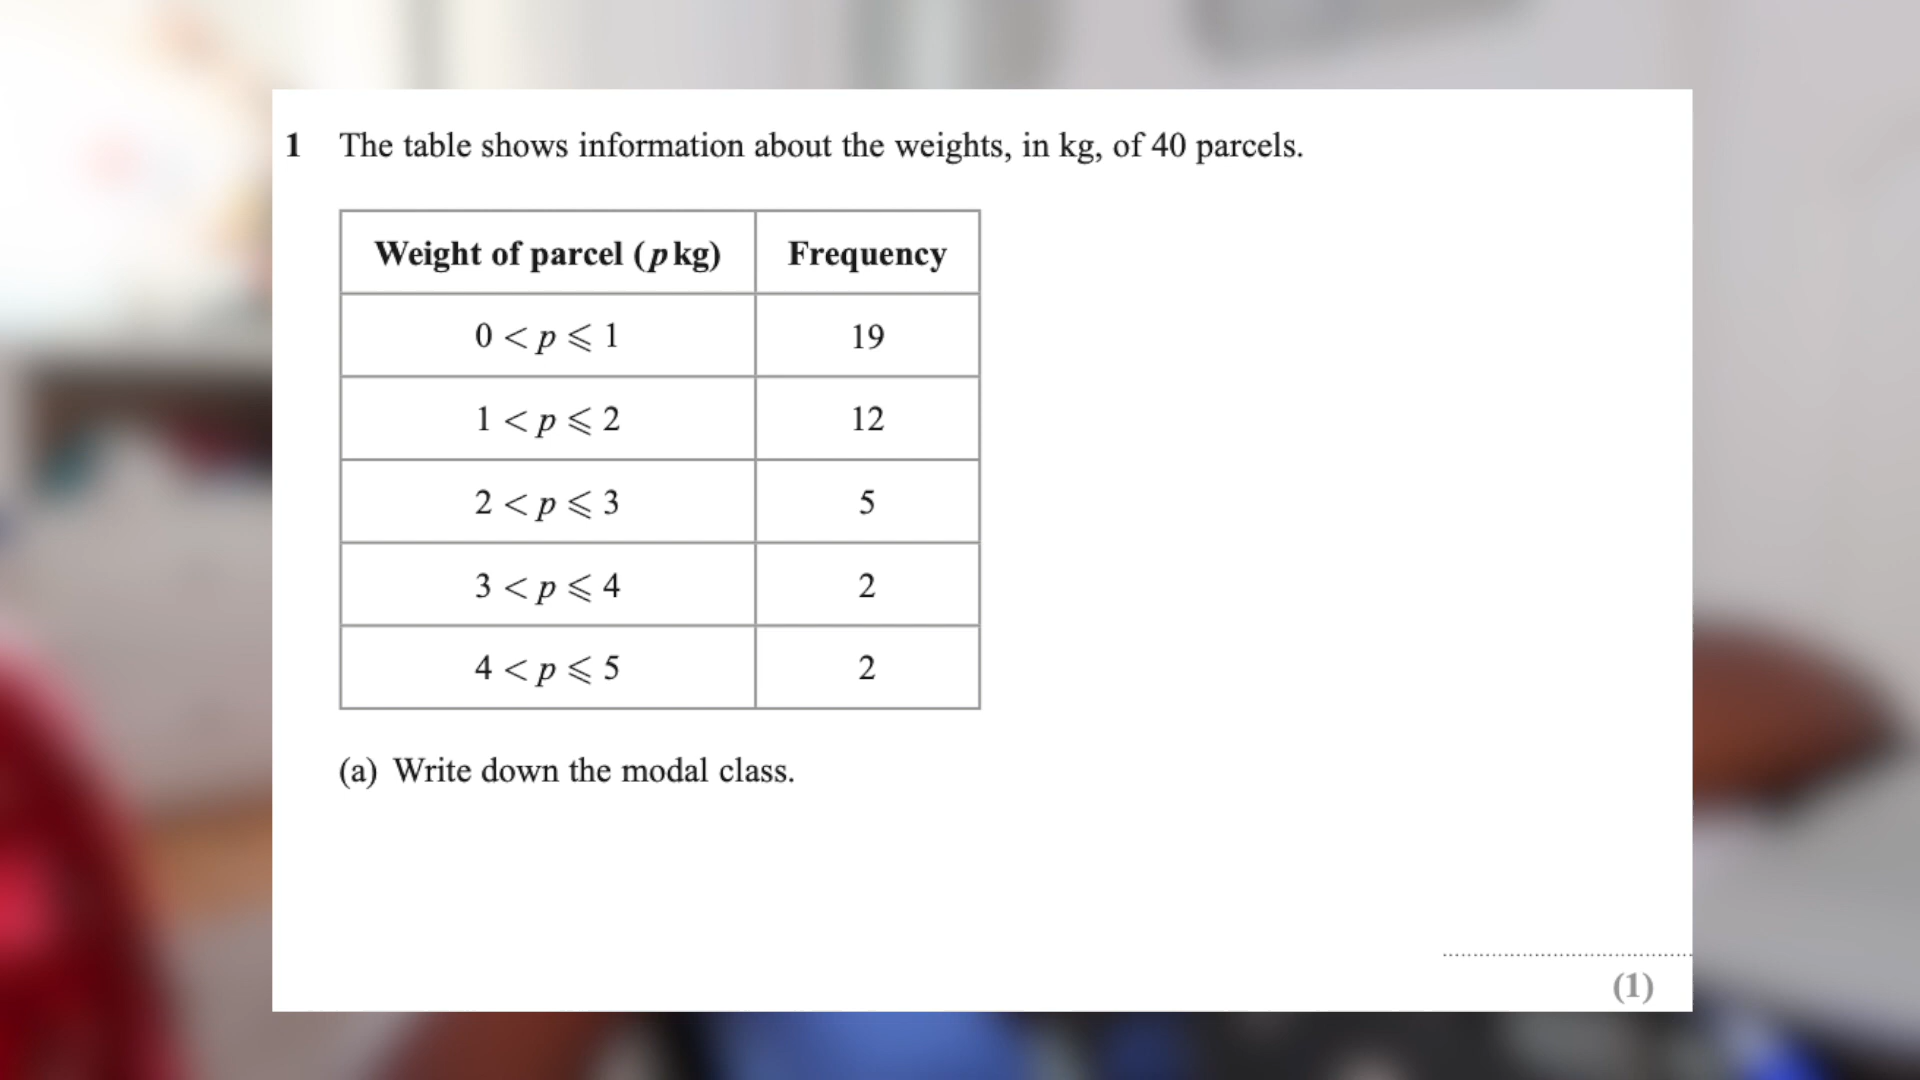 1 The table shows information about the weights, in kg, of 40 parcels.
Weight of parcel (p kg) Frequency
0 < p ⩽ 1 19
1 < p ⩽ 2 12
2 < p ⩽ 3 5
3 < p ⩽ 4 2
4 < p ⩽ 5 2
(a) Write down the modal class.
(1)